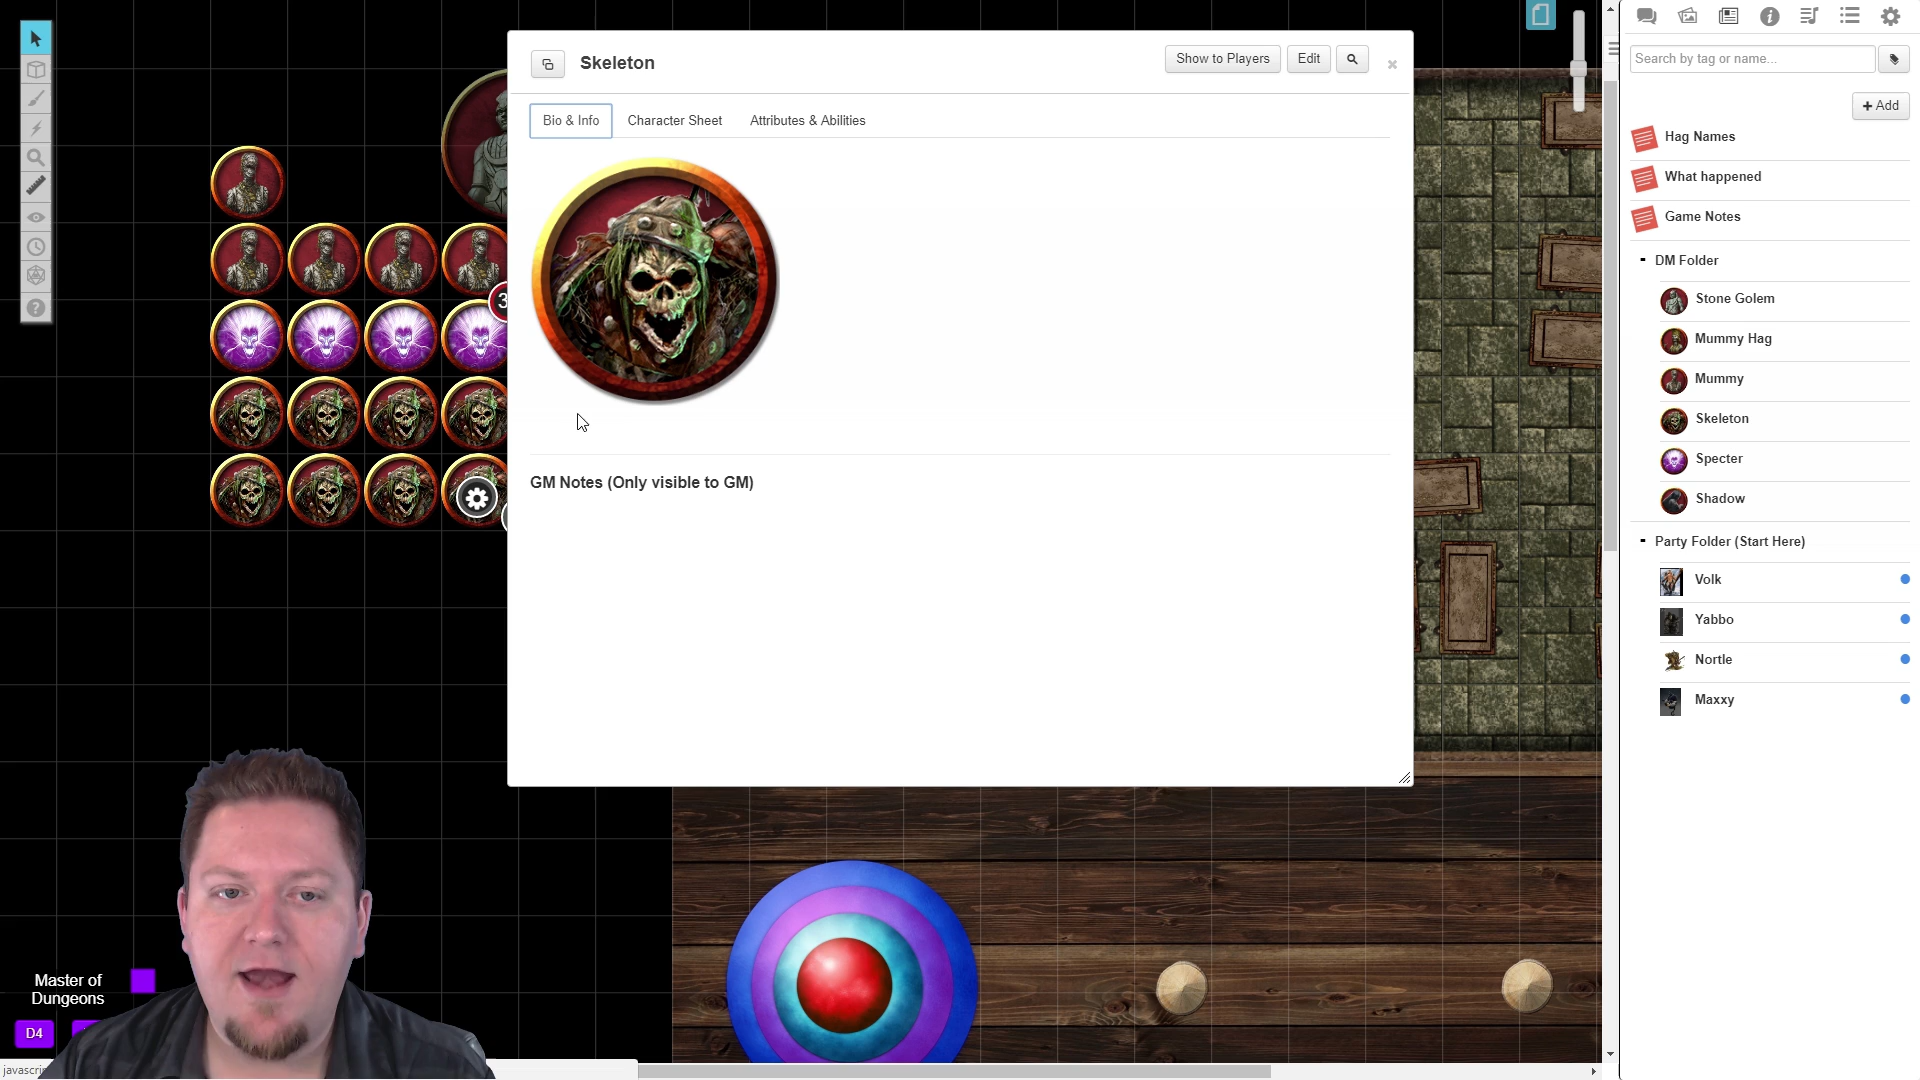 Skeleton
Show to Players
Edit
Bio & Info
Character Sheet
Attributes & Abilities
GM Notes (Only visible to GM)
3
Search by tag or name...
+ Add
Hag Names
What happened
Game Notes
DM Folder
Stone Golem
Mummy Hag
Mummy
Skeleton
Specter
Shadow
Party Folder (Start Here)
Volk
Yabbo
Nortle
Maxxy
Master of
Dungeons
D4